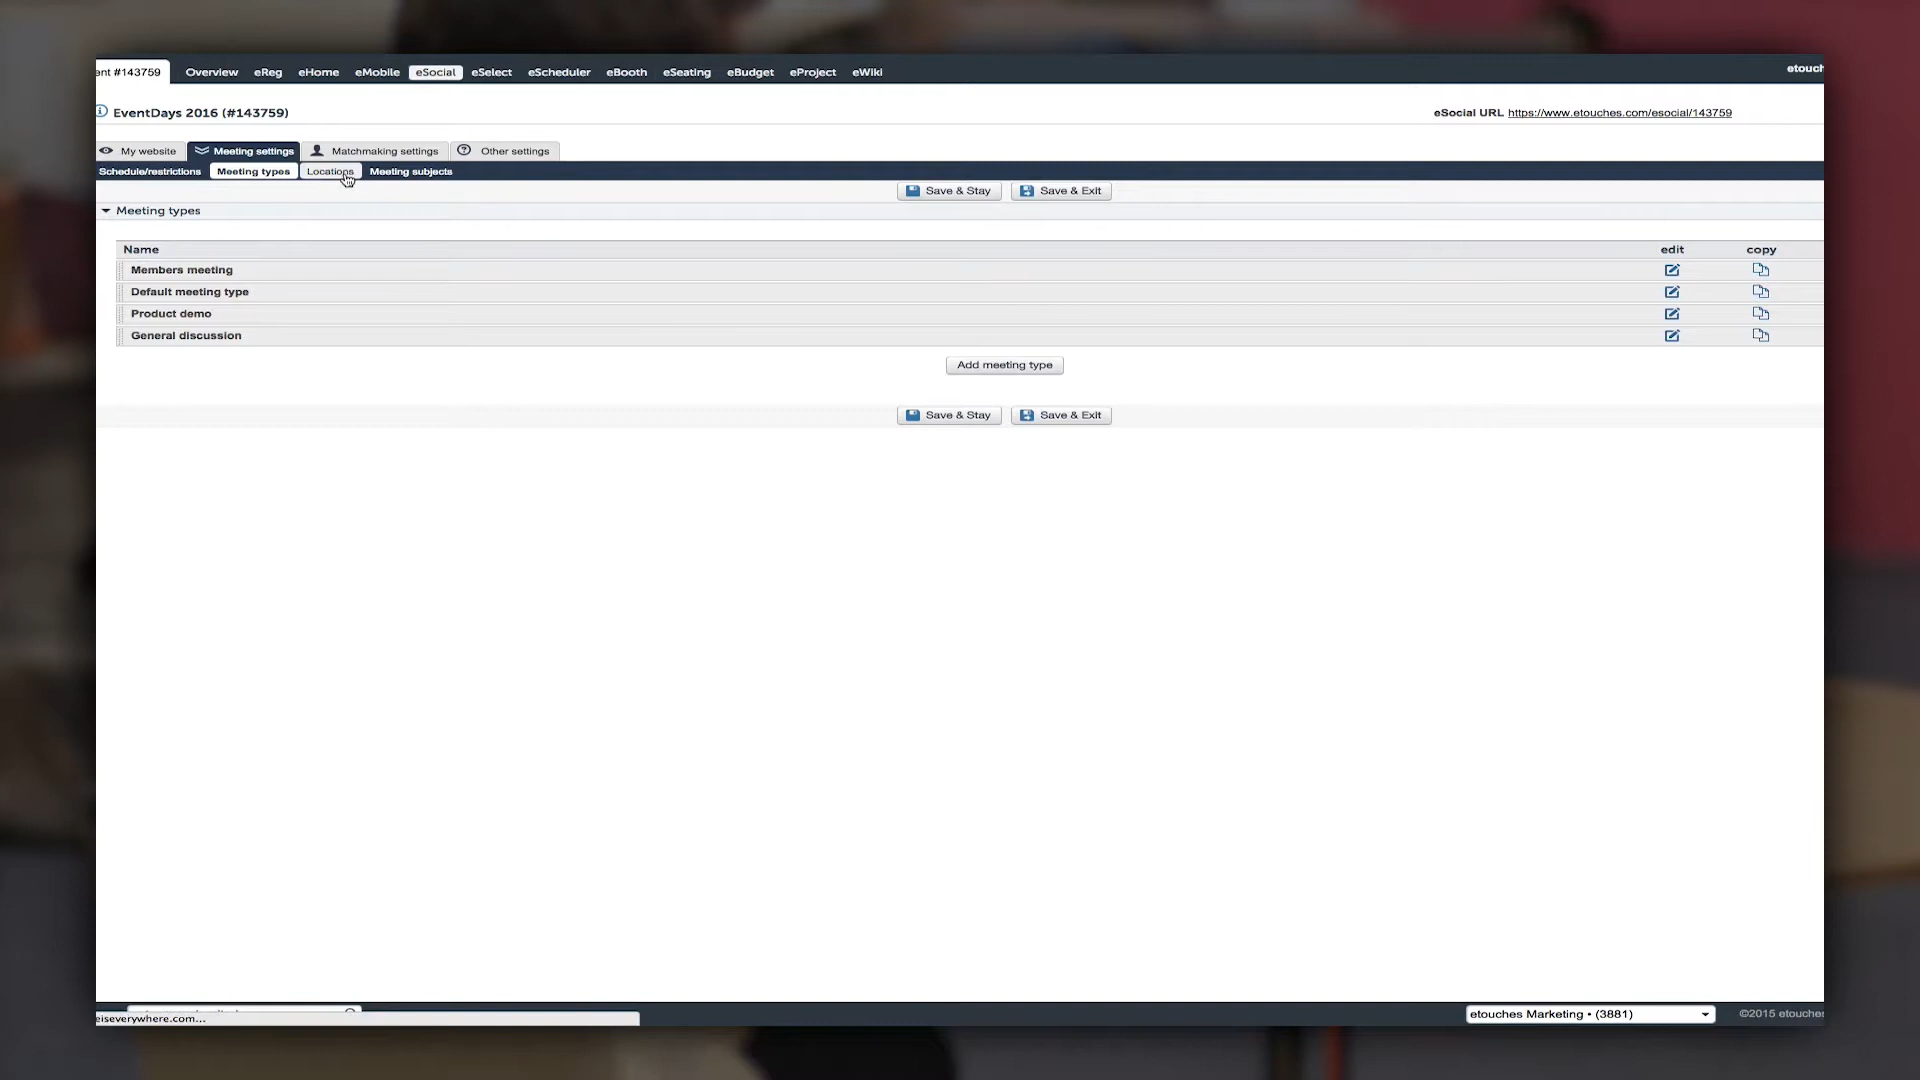 ent #143759 Overview eReg eHome eMobile eSocial eSelect eScheduler eBooth eSeating eBudget eProject eWiki etouch
EventDays 2016 (#143759) eSocial URL https://www.etouches.com/esocial/143759
My website Meeting settings Matchmaking settings Other settings
Schedule/restrictions Meeting types Locations Meeting subjects
Save & Stay Save & Exit
Meeting types
Name edit copy
Members meeting
Default meeting type
Product demo
General discussion
Add meeting type
Save & Stay Save & Exit
eiseverywhere.com... etouches Marketing • (3881) ©2015 etouches